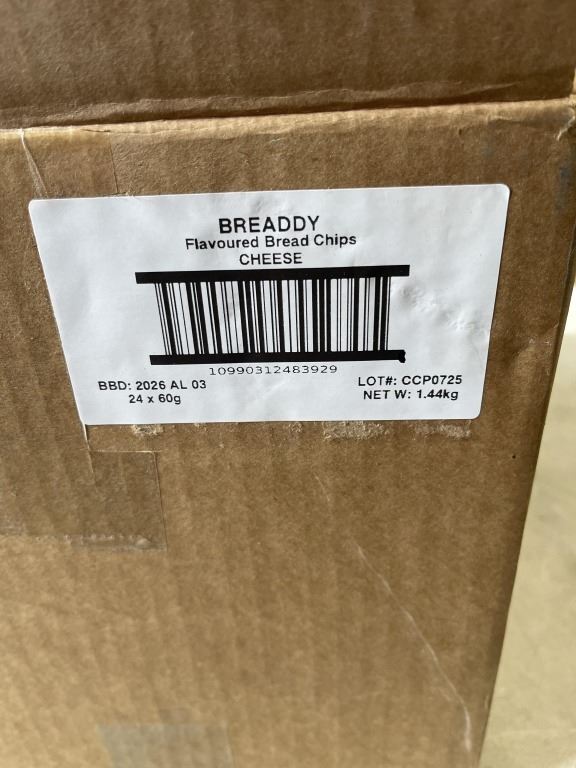 BREADDY
Flavoured Bread Chips
CHEESE
10990312483929
BBD: 2026 AL 03
LOT#: CCP0725
24 x 60g
NET W: 1.44kg